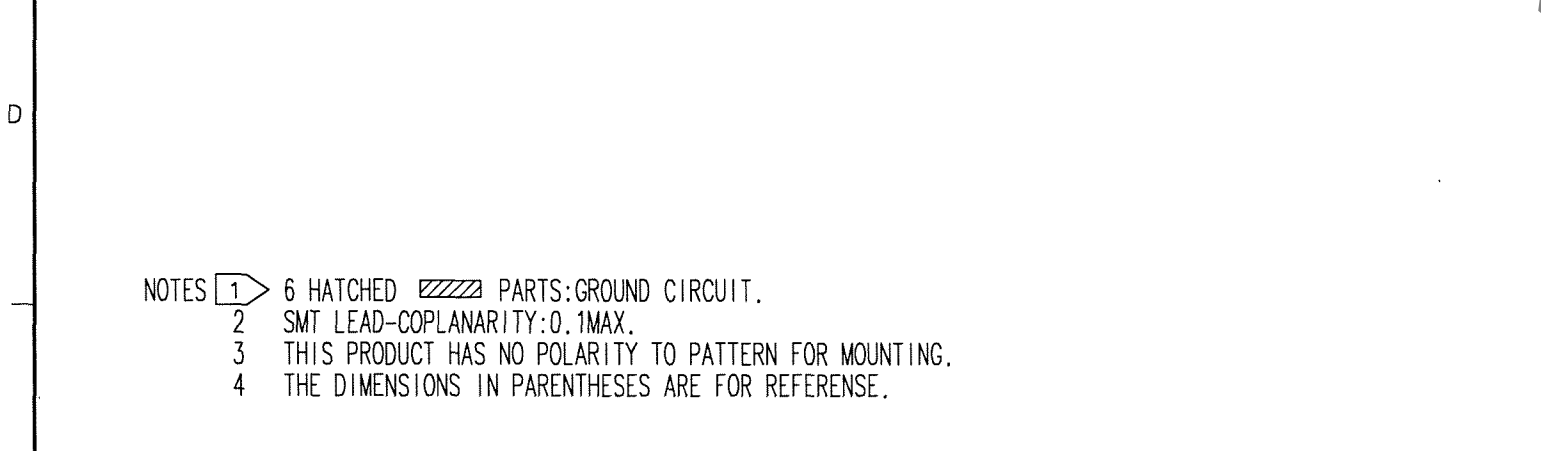 D
NOTES 1 6 HATCHED PARTS:GROUND CIRCUIT.
2 SMT LEAD-COPLANARITY:0.1MAX.
3 THIS PRODUCT HAS NO POLARITY TO PATTERN FOR MOUNTING.
4 THE DIMENSIONS IN PARENTHESES ARE FOR REFERENSE.